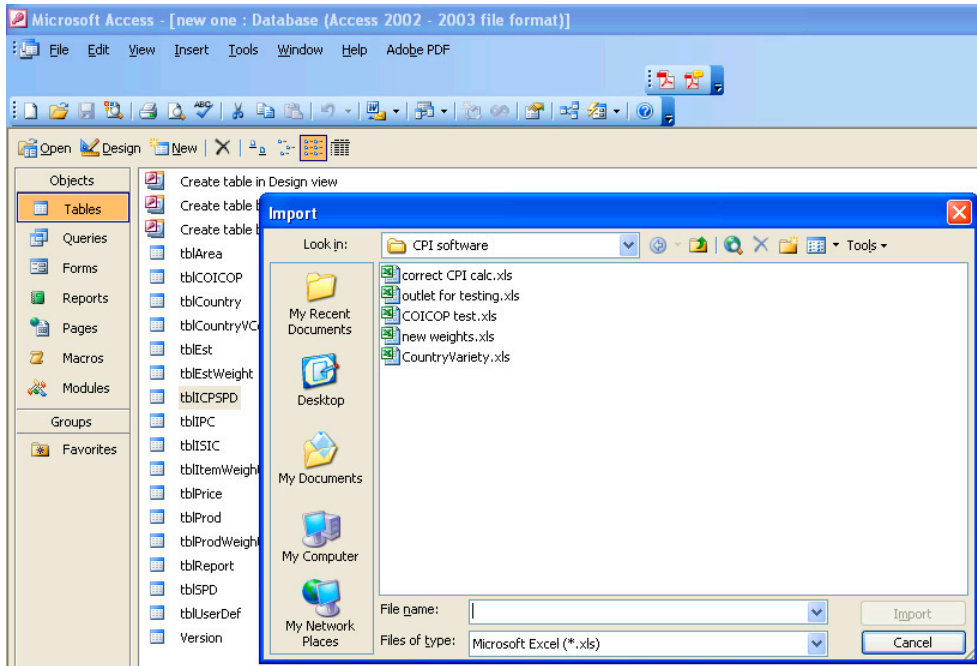 Microsoft Access - [new one : Database (Access 2002 - 2003 file format)]
File Edit View Insert Tools Window Help Adobe PDF
Open Design New
Objects
Tables
Queries
Forms
Reports
Pages
Macros
Modules
Groups
Favorites
Create table in Design view
Create table b
Create table b
tblArea
tblCOICOP
tblCountry
tblCountryVC
tblEst
tblEstWeight
tblICPSPD
tblIPC
tblISIC
tblItemWeight
tblPrice
tblProd
tblProdWeight
tblReport
tblSPD
tblUserDef
Version
Import
Look in: CPI software Tools
My Recent Documents
Desktop
My Documents
My Computer
My Network Places
correct CPI calc.xls
outlet for testing.xls
COICOP test.xls
new weights.xls
CountryVariety.xls
File name: Import
Files of type: Microsoft Excel (*.xls) Cancel